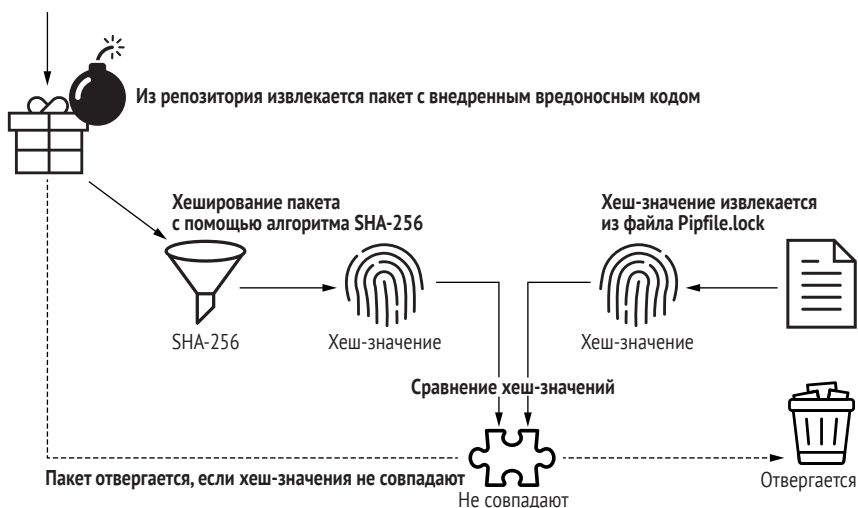 Из репозитория извлекается пакет с внедренным вредоносным кодом
Хеширование пакета
с помощью алгоритма SHA-256
Хеш-значение извлекается
из файла Pipfile.lock
SHA-256
Хеш-значение
Хеш-значение
Сравнение хеш-значений
Пакет отвергается, если хеш-значения не совпадают
Не совпадают
Отвергается